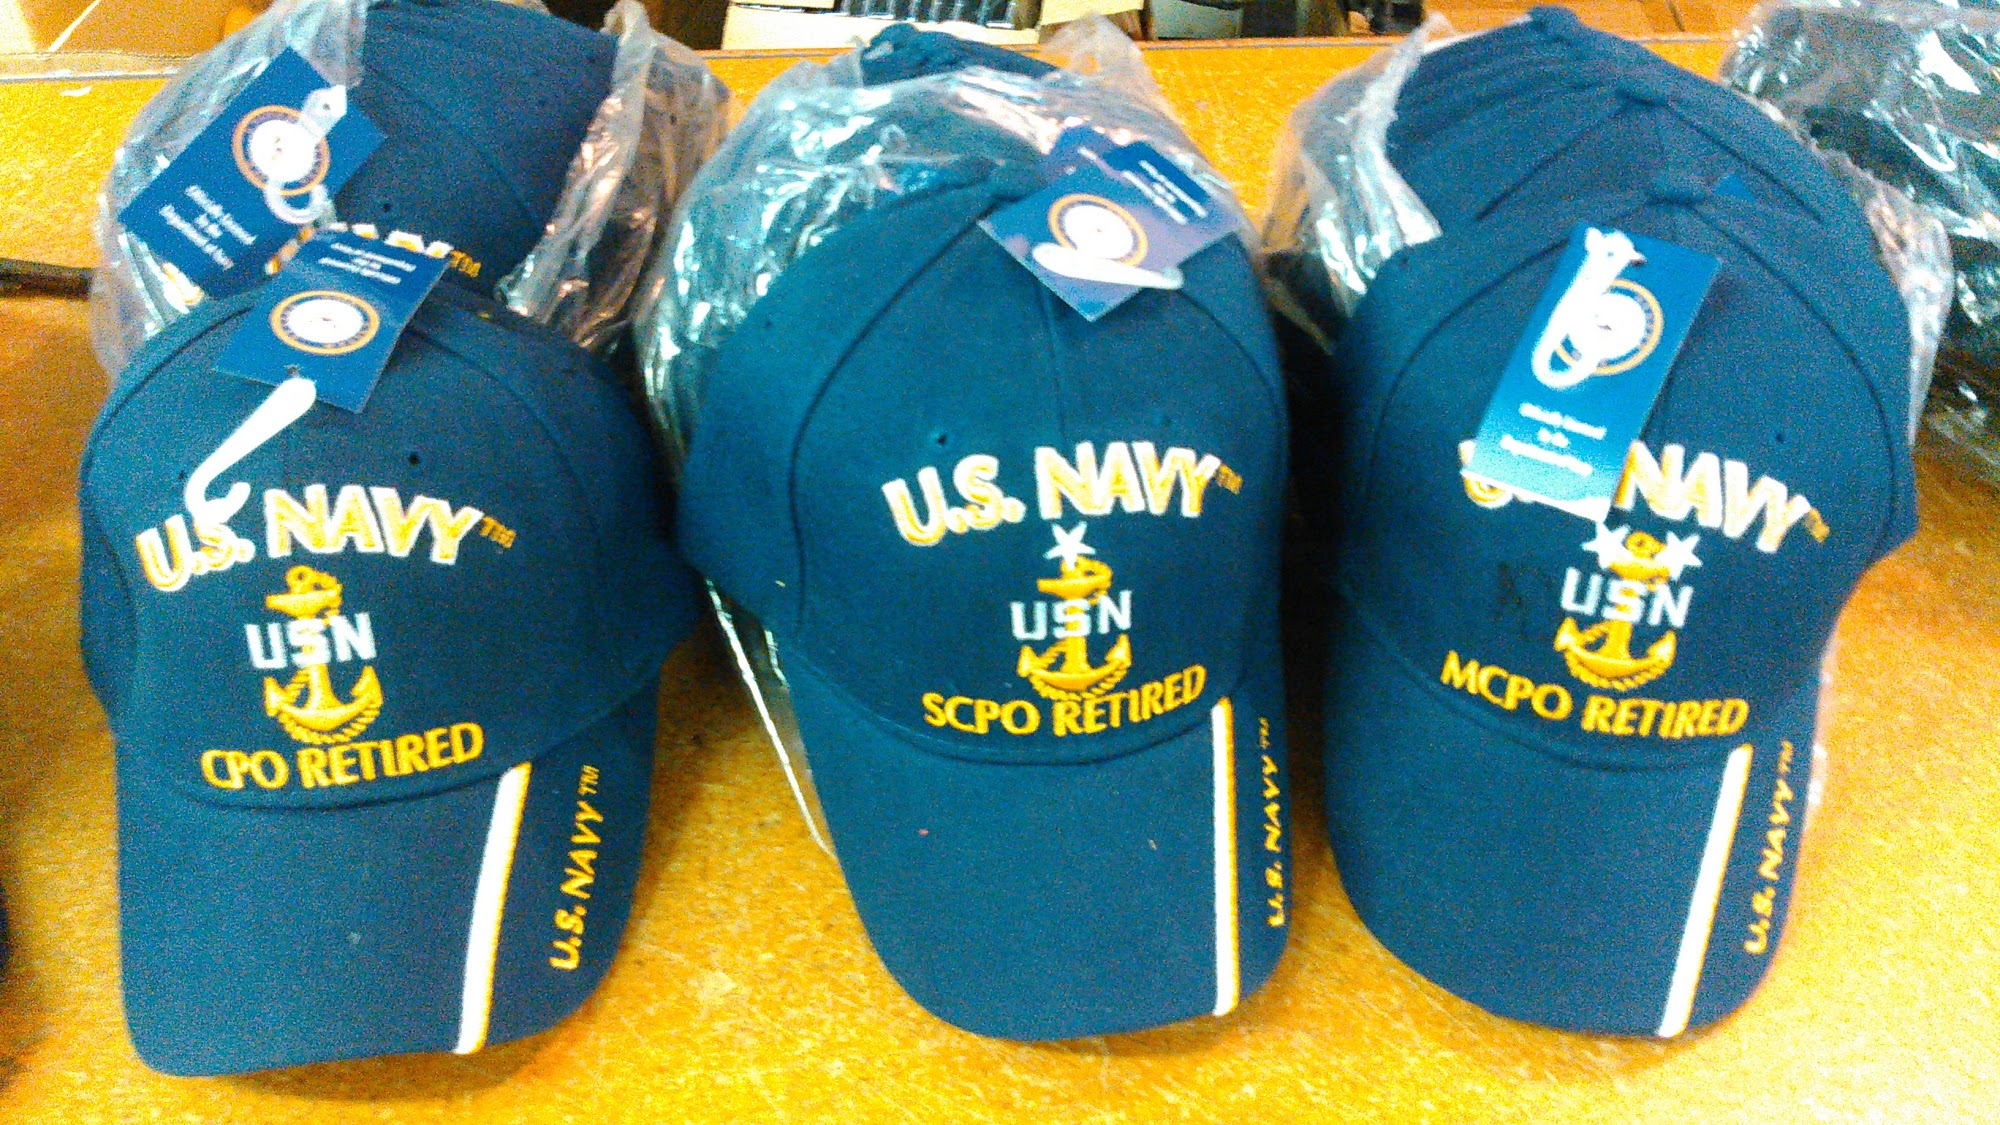 U.S. NAVY™
USN
CPO RETIRED
U.S. NAVY™
U.S. NAVY™
USN
SCPO RETIRED
U.S. NAVY™
NAVY™
USN
MCPO RETIRED
U.S. NAVY™